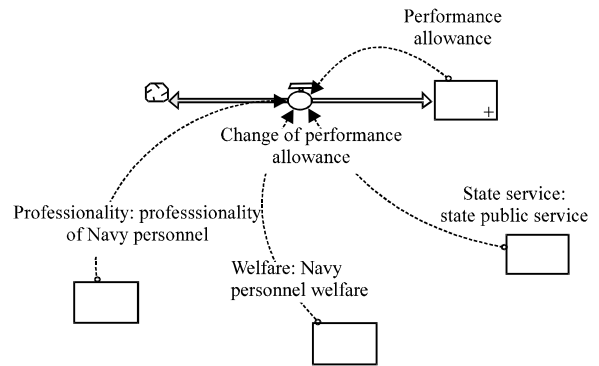 Performance
allowance
+
Change of performance
allowance
State service:
state public service
Professionality: professsionality
of Navy personnel
Welfare: Navy
personnel welfare